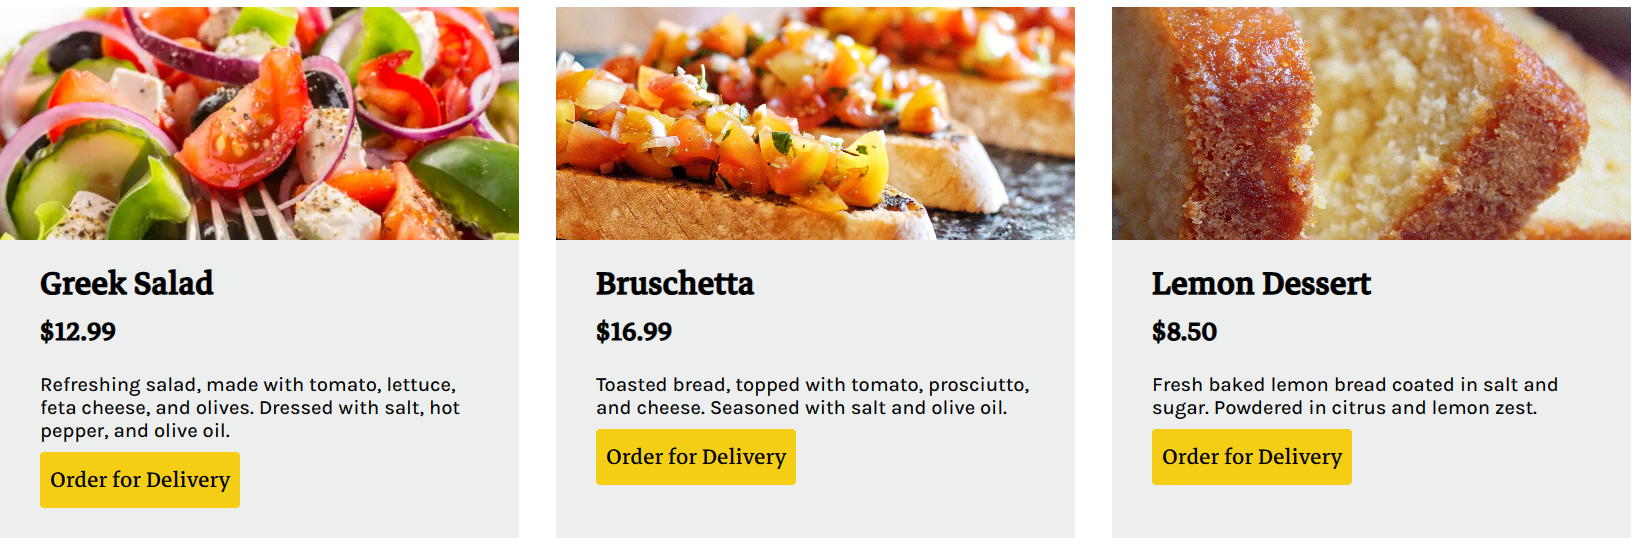 Greek Salad
$12.99
Refreshing salad, made with tomato, lettuce,
feta cheese, and olives. Dressed with salt, hot
pepper, and olive oil.
Order for Delivery
Bruschetta
$16.99
Toasted bread, topped with tomato, prosciutto,
and cheese. Seasoned with salt and olive oil.
Order for Delivery
Lemon Dessert
$8.50
Fresh baked lemon bread coated in salt and
sugar. Powdered in citrus and lemon zest.
Order for Delivery